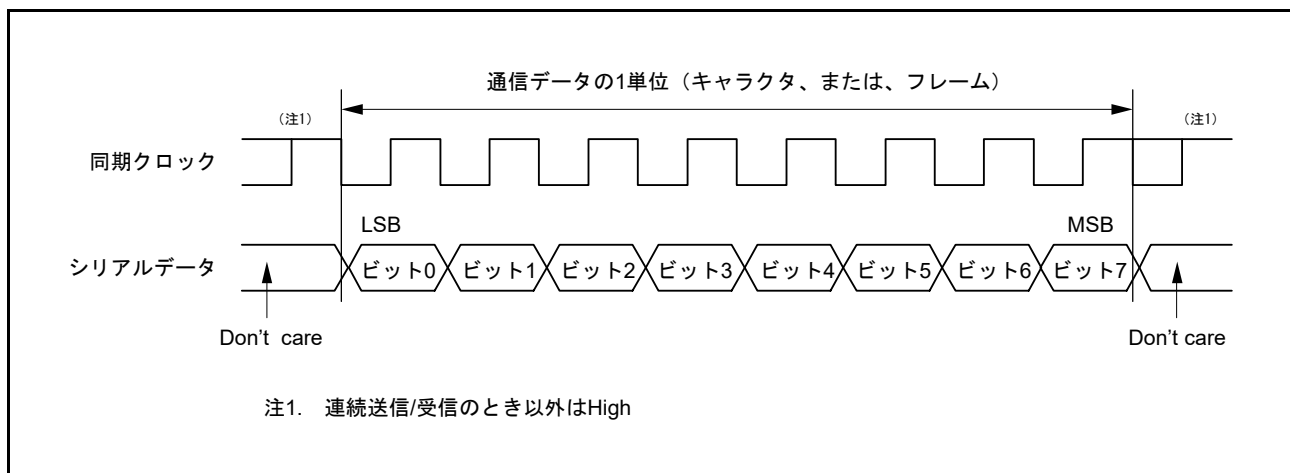 通信データの1単位（キャラクタ、または、フレーム）
（注1）
（注1）
同期クロック
LSB
MSB
シリアルデータ
ビット0
ビット1
ビット2
ビット3
ビット4
ビット5
ビット6
ビット7
Don't care
Don't care
注1. 連続送信/受信のとき以外はHigh